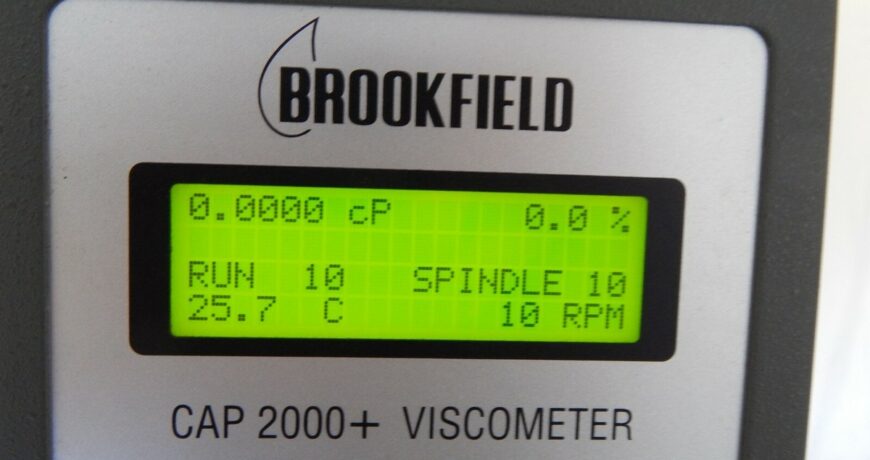 BROOKFIELD
0.0000 cP 0.0 %
RUN 10 SPINDLE 10
25.7 C 10 RPM
CAP 2000+ VISCOMETER